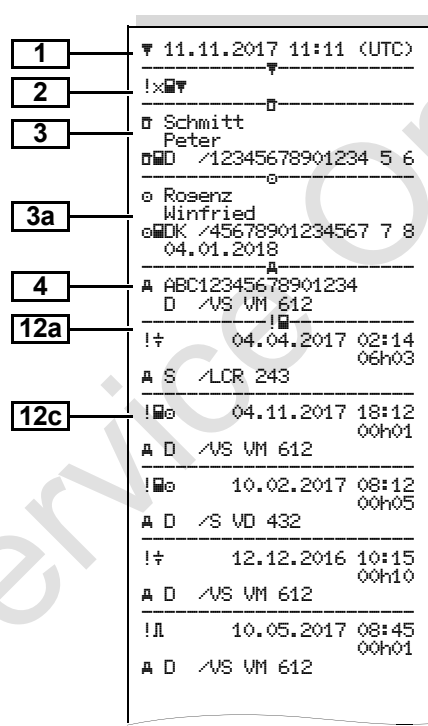 1 ▼ 11.11.2017 11:11 (UTC)
2 !x▼
3 Schmitt
Peter
D /12345678901234 5 6
3a Rogenz
Winfried
DK /45678901234567 7 8
04.01.2018
4 A ABC12345678901234
D /VS VM 612
12a !÷ 04.04.2017 02:14
06h03
A S /LCR 243
12c ! 04.11.2017 18:12
00h01
A D /VS VM 612
! 10.02.2017 08:12
00h05
A D /S VD 432
!÷ 12.12.2016 10:15
00h10
A D /VS VM 612
! 10.05.2017 08:45
00h01
A D /VS VM 612